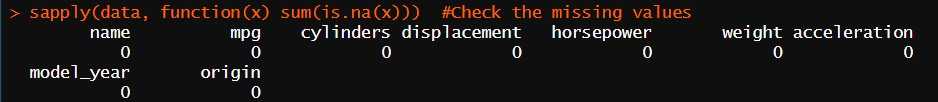 > sapply(data, function(x) sum(is.na(x)))  #Check the missing values
name mpg cylinders displacement horsepower weight acceleration
0 0 0 0 0 0 0
model_year origin
0 0